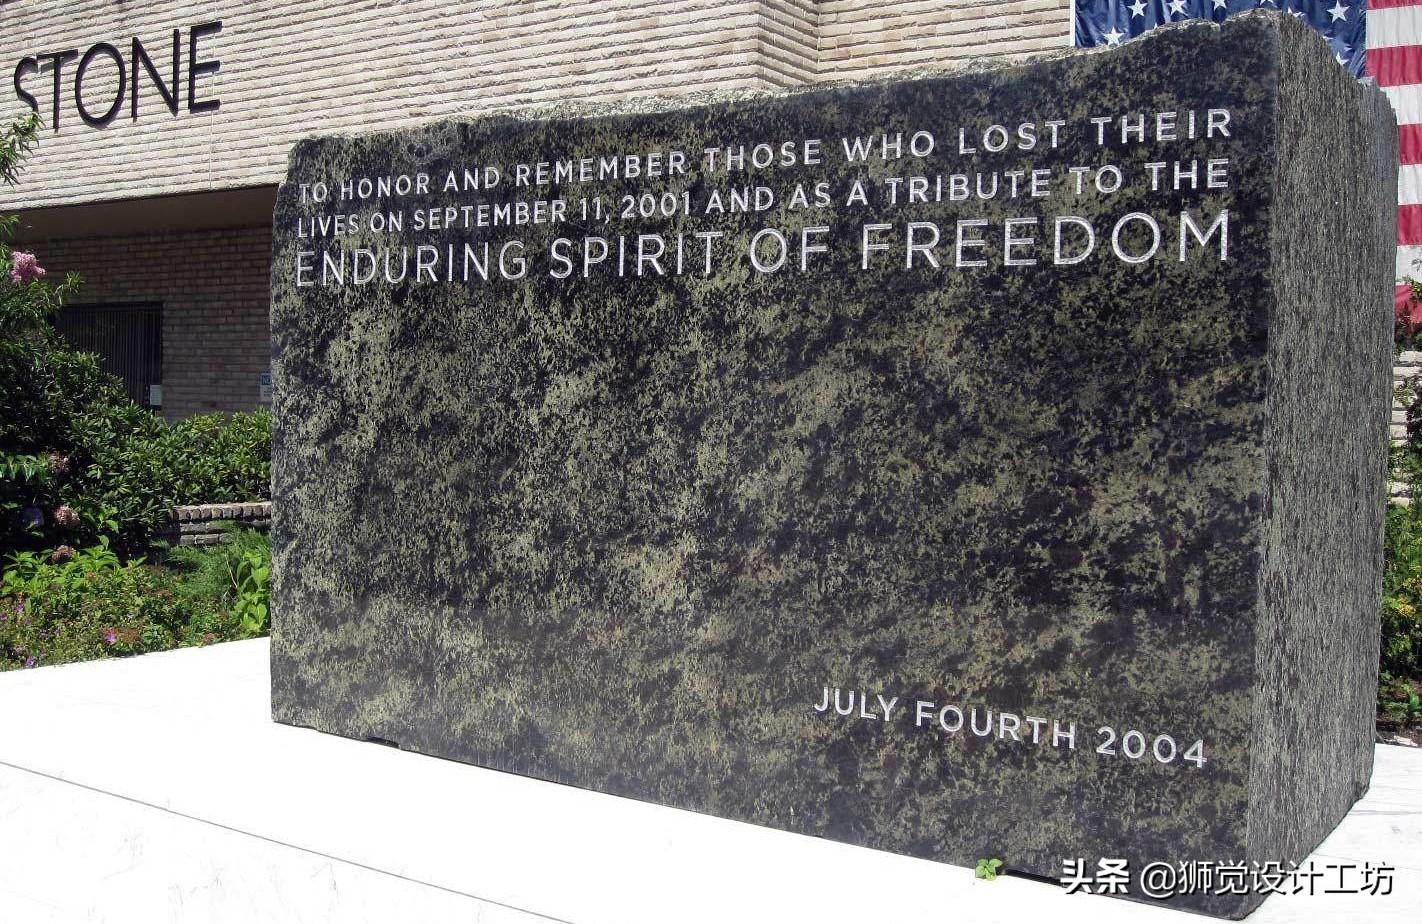 STONE
TO HONOR AND REMEMBER THOSE WHO LOST THEIR
LIVES ON SEPTEMBER 11, 2001 AND AS A TRIBUTE TO THE
ENDURING SPIRIT OF FREEDOM
JULY FOURTH 2004
头条 @狮觉设计工坊